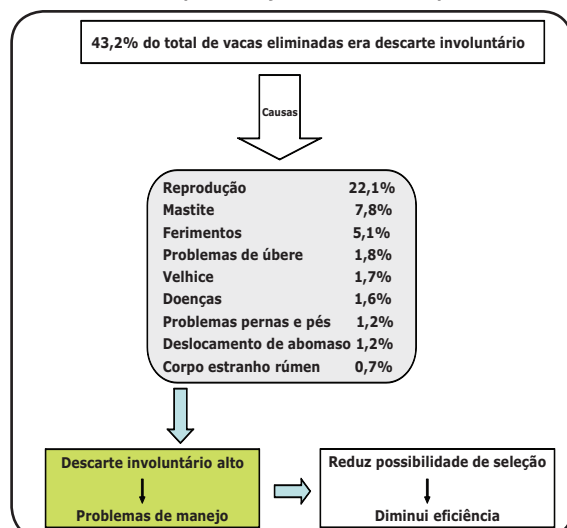 43,2% do total de vacas eliminadas era descarte involuntário
Causas
Reprodução 22,1%
Mastite 7,8%
Ferimentos 5,1%
Problemas de úbere 1,8%
Velhice 1,7%
Doenças 1,6%
Problemas pernas e pés 1,2%
Deslocamento de abomaso 1,2%
Corpo estranho rúmen 0,7%
Descarte involuntário alto
Problemas de manejo
Reduz possibilidade de seleção
Diminui eficiência